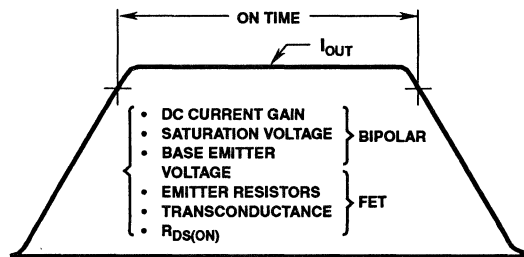 ON TIME
IOUT
• DC CURRENT GAIN
• SATURATION VOLTAGE
• BASE EMITTER
VOLTAGE
BIPOLAR
• EMITTER RESISTORS
• TRANSCONDUCTANCE
• RDS(ON)
FET